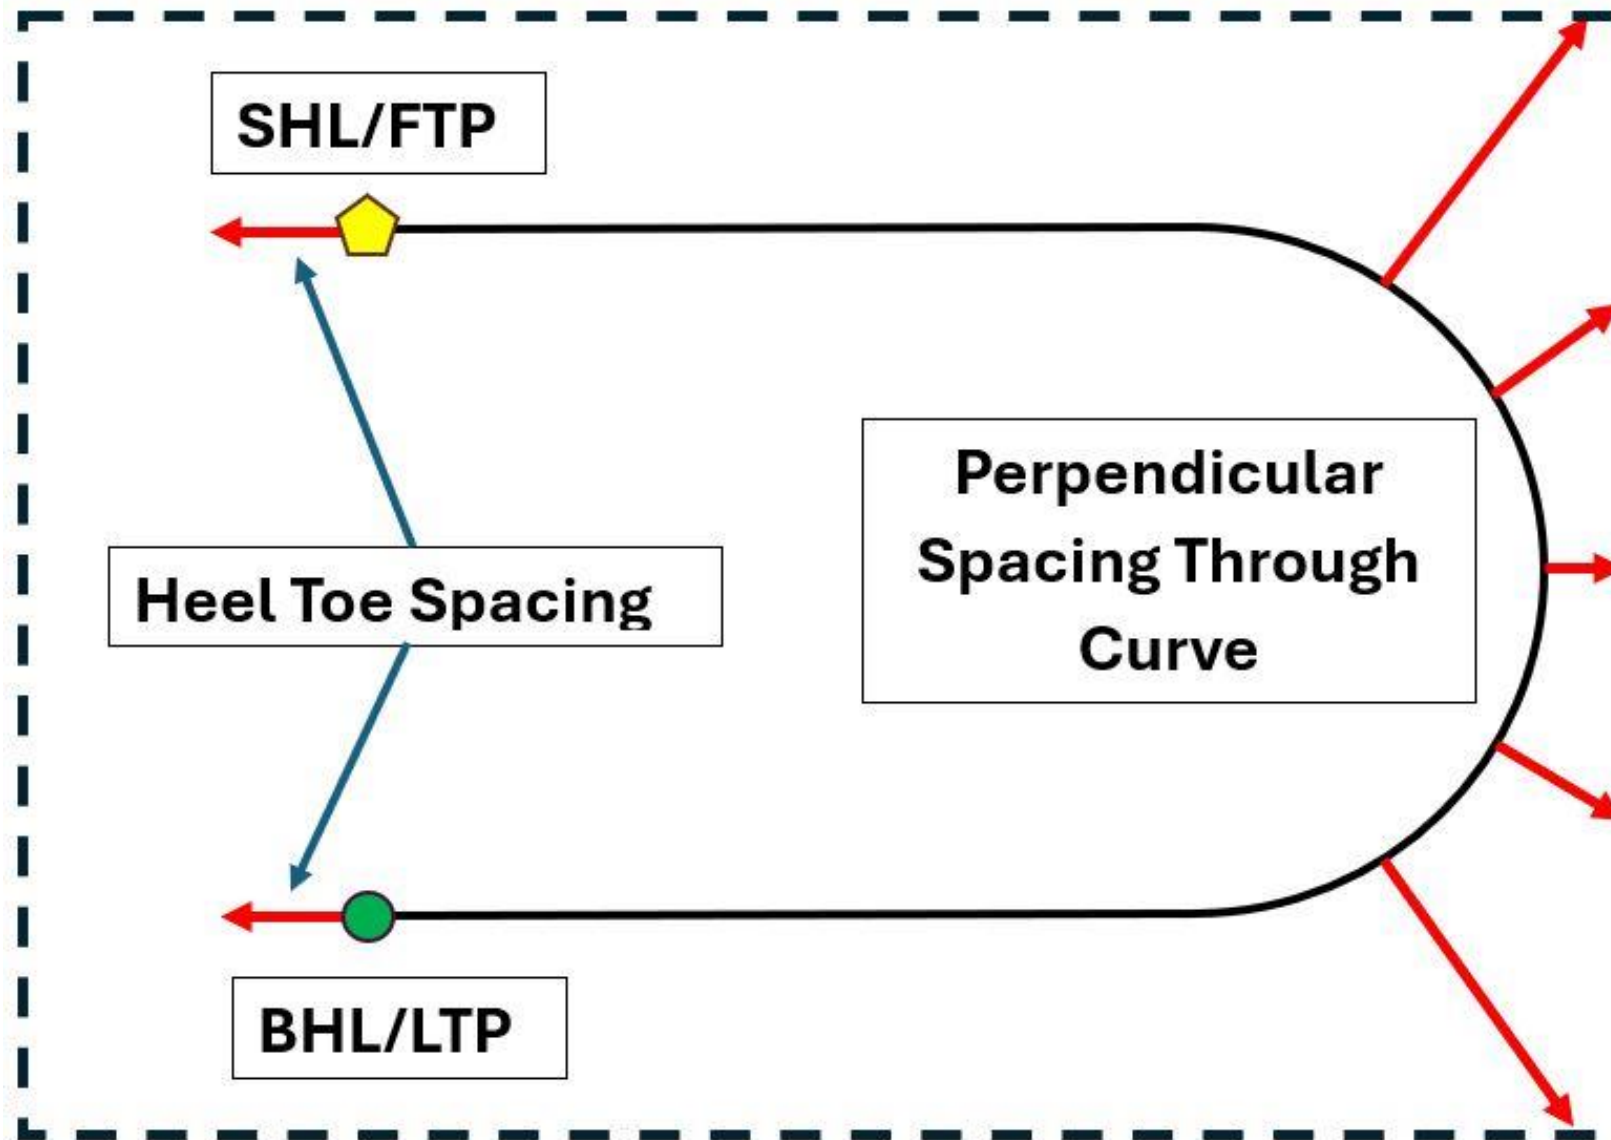 SHL/FTP
Perpendicular
Spacing Through
Curve
Heel Toe Spacing
BHL/LTP